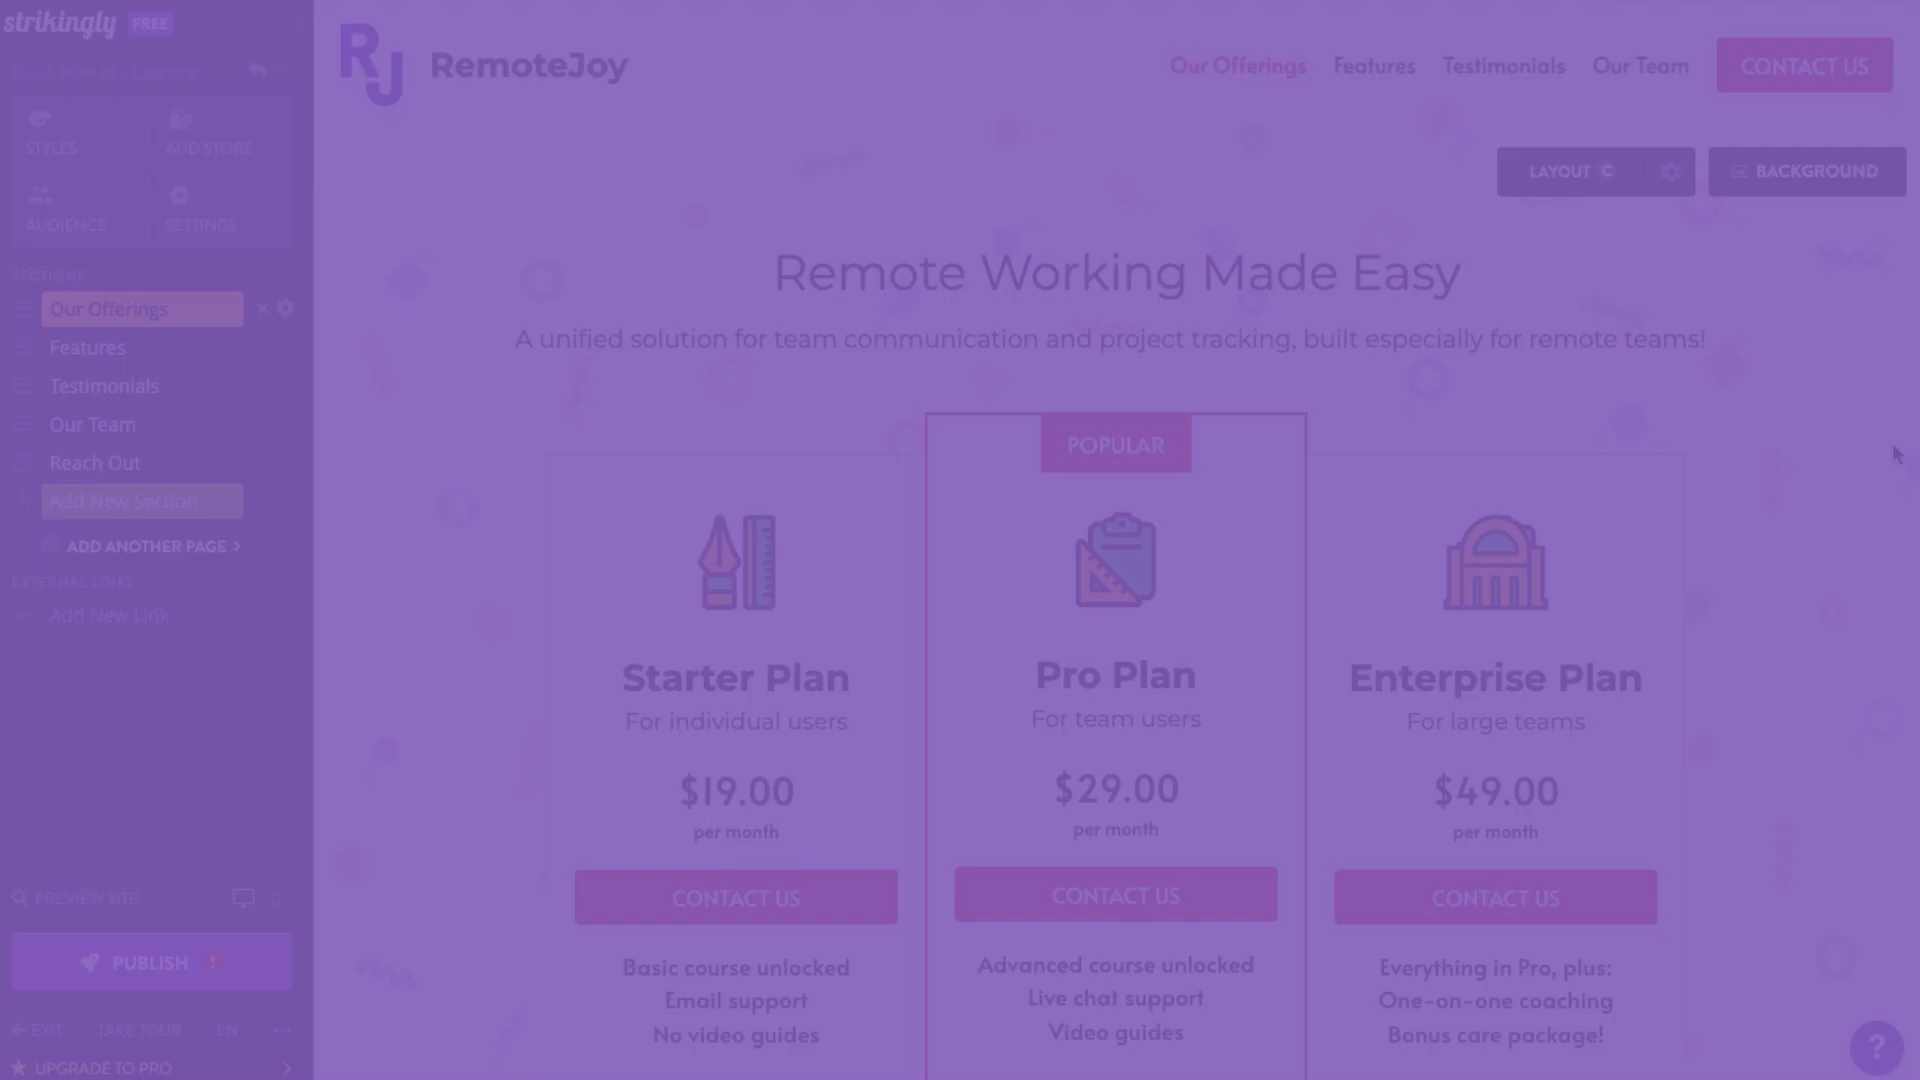 strikingly FREE
STYLES
ADD STORE
AUDIENCE
SETTINGS
SECTIONS
Our Offerings
Features
Testimonials
Our Team
Reach Out
Add New Section
ADD ANOTHER PAGE >
EXTERNAL LINKS
Add New Link
PREVIEW SITE
PUBLISH !
EXIT TAKE TOUR EN ...
UPGRADE TO PRO
RJ RemoteJoy
Our Offerings Features Testimonials Our Team CONTACT US
LAYOUT C BACKGROUND
Remote Working Made Easy
A unified solution for team communication and project tracking, built especially for remote teams!
Starter Plan
For individual users
$19.00
per month
CONTACT US
Basic course unlocked
Email support
No video guides
POPULAR
Pro Plan
For team users
$29.00
per month
CONTACT US
Advanced course unlocked
Live chat support
Video guides
Enterprise Plan
For large teams
$49.00
per month
CONTACT US
Everything in Pro, plus:
One-on-one coaching
Bonus care package!
?